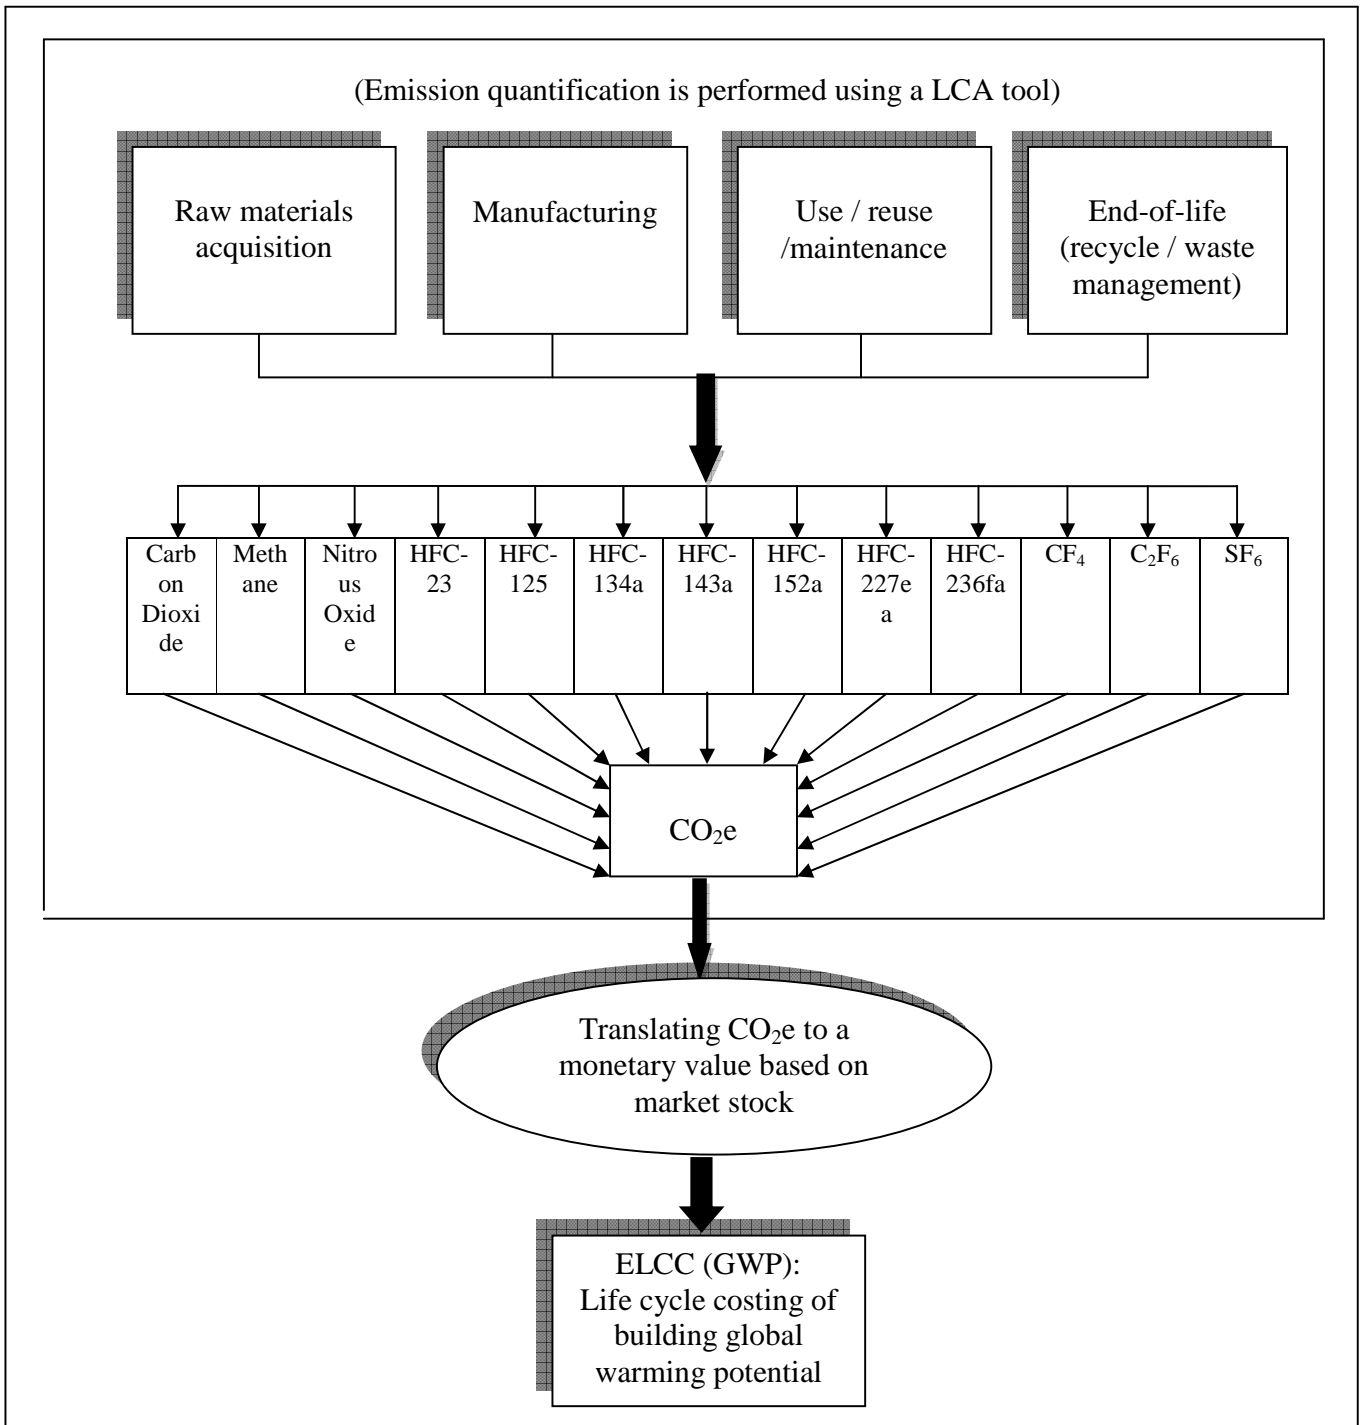 (Emission quantification is performed using a LCA tool)
Raw materials
acquisition
Manufacturing
Use / reuse
/maintenance
End-of-life
(recycle / waste
management)
Carb
on
Dioxi
de
Meth
ane
Nitro
us
Oxid
e
HFC-
23
HFC-
125
HFC-
134a
HFC-
143a
HFC-
152a
HFC-
227e
a
HFC-
236fa
CF₄
C₂F₆
SF₆
CO₂e
Translating CO₂e to a
monetary value based on
market stock
ELCC (GWP):
Life cycle costing of
building global
warming potential